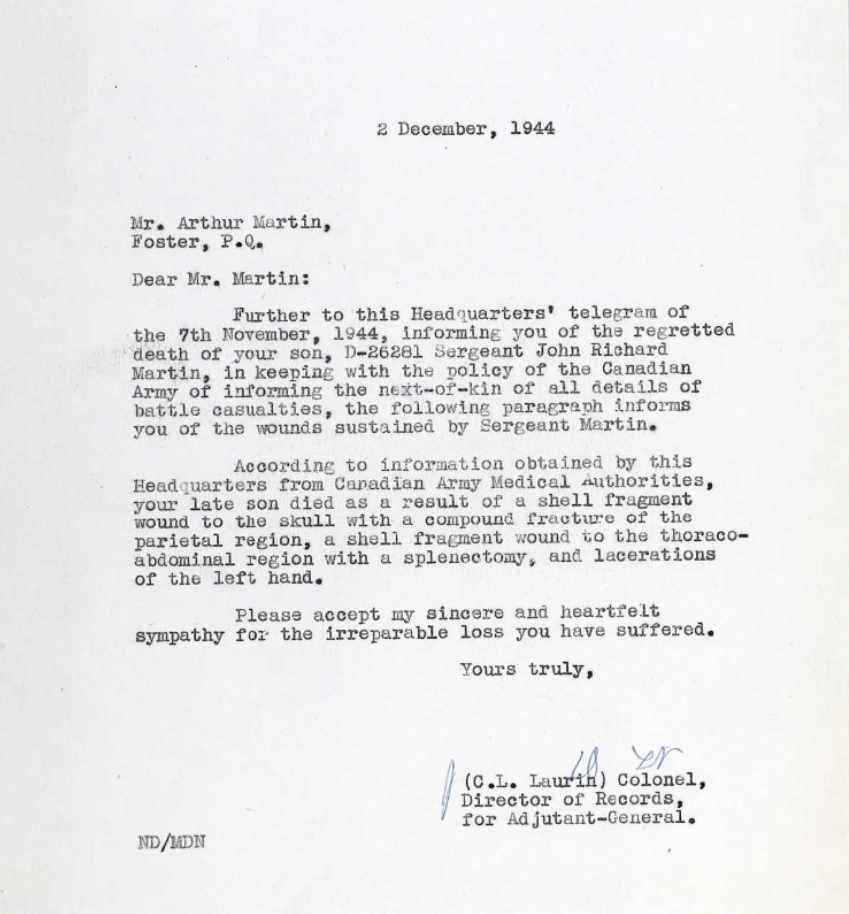 2 December, 1944
Mr. Arthur Martin,
Foster, P.Q.
Dear Mr. Martin:
Further to this Headquarters' telegram of
the 7th November, 1944, informing you of the regretted
death of your son, D-26281 Sergeant John Richard
Martin, in keeping with the policy of the Canadian
Army of informing the next-of-kin of all details of
battle casualties, the following paragraph informs
you of the wounds sustained by Sergeant Martin.
According to information obtained by this
Headquarters from Canadian Army Medical Authorities,
your late son died as a result of a shell fragment
wound to the skull with a compound fracture of the
parietal region, a shell fragment wound to the thoraco-
abdominal region with a splenectomy, and lacerations
of the left hand.
Please accept my sincere and heartfelt
sympathy for the irreparable loss you have suffered.
Yours truly,
(C.L. Laurin) Colonel,
Director of Records,
for Adjutant-General.
ND/MDN